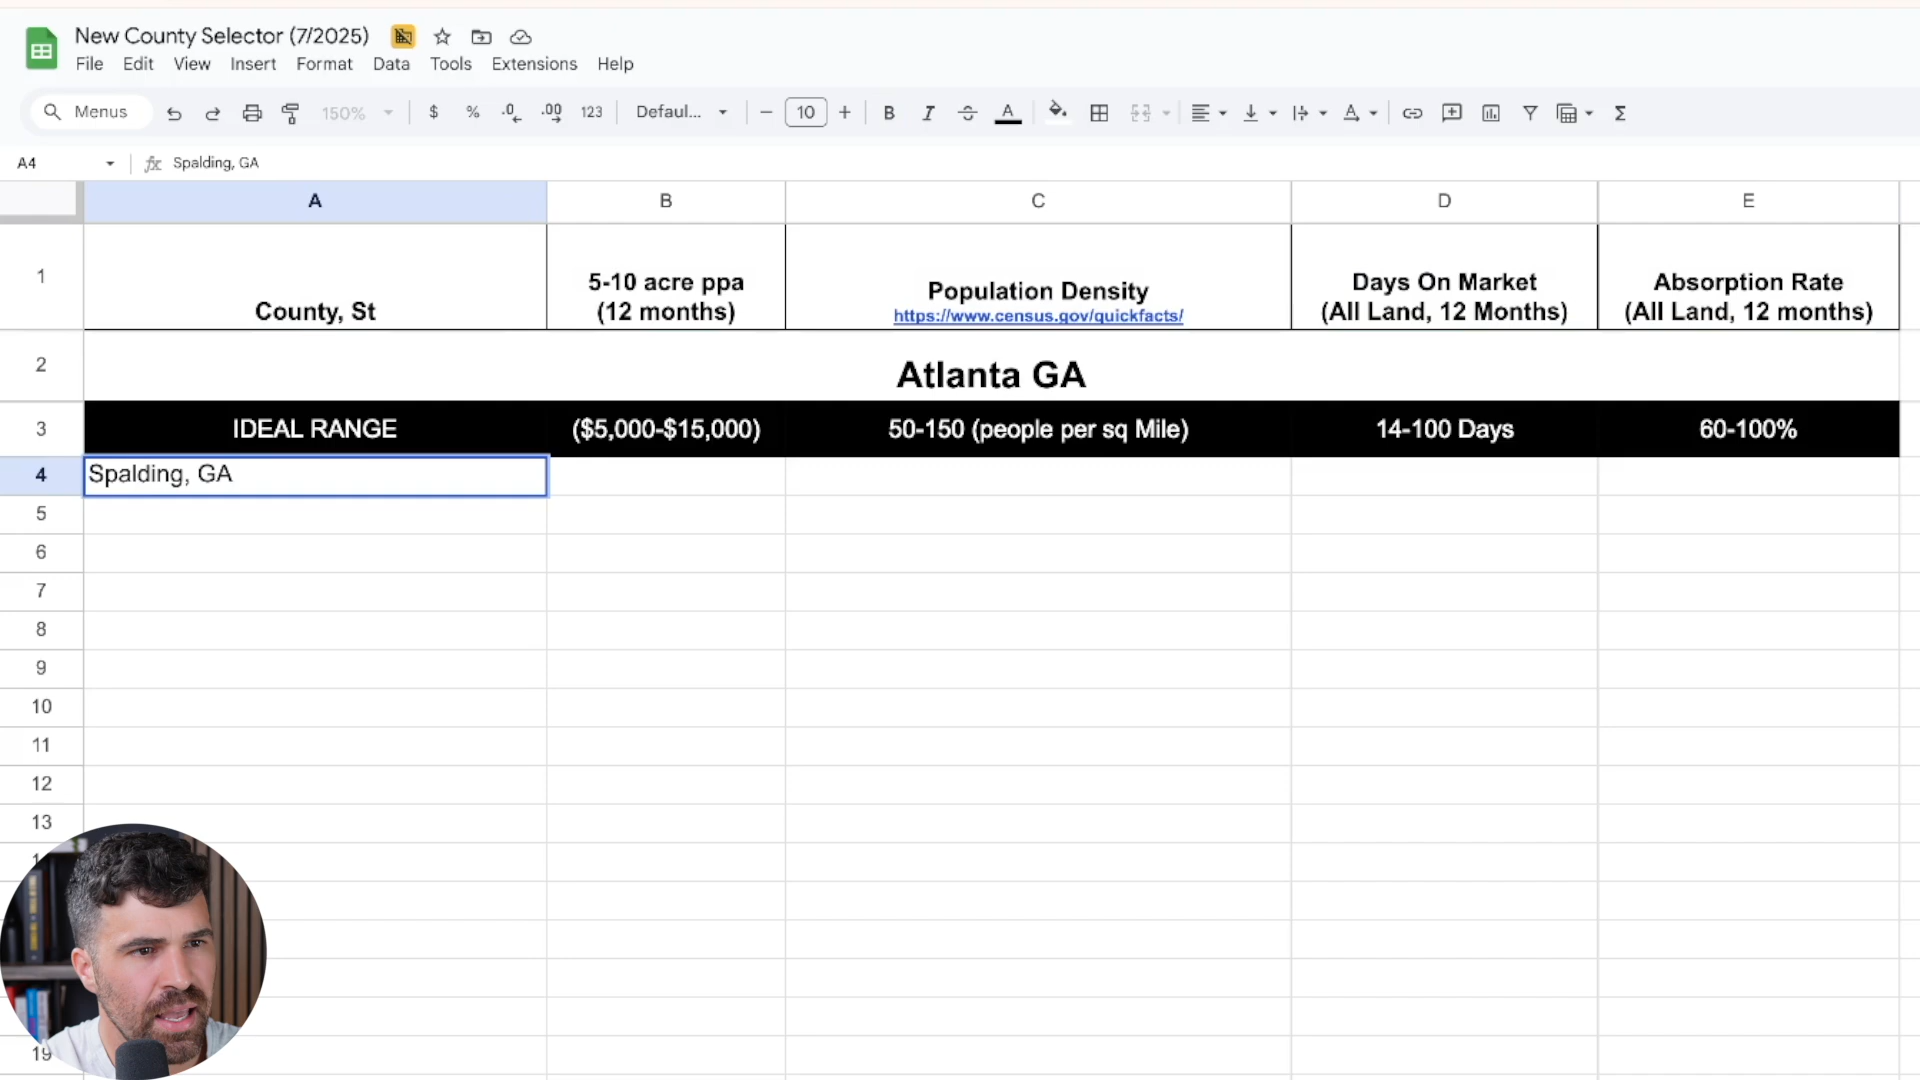 New County Selector (7/2025)
File Edit View Insert Format Data Tools Extensions Help
Menus 150% $ % .0 .00 123 Defaul... − 10 + B I A A Σ
A4 fx Spalding, GA
A B C D E
1
County, St
5-10 acre ppa
(12 months)
Population Density
https://www.census.gov/quickfacts/
Days On Market
(All Land, 12 Months)
Absorption Rate
(All Land, 12 months)
2 Atlanta GA
3 IDEAL RANGE ($5,000-$15,000) 50-150 (people per sq Mile) 14-100 Days 60-100%
4 Spalding, GA
5
6
7
8
9
10
11
12
13
19